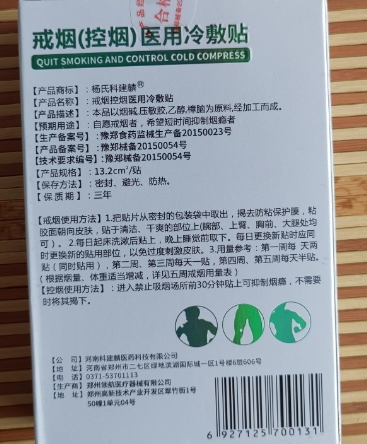 合格
戒烟(控烟)医用冷敷贴
QUIT SMOKING AND CONTROL COLD COMPRESS
【产品商标】：杨氏科建麟®
【产品名称】：戒烟控烟医用冷敷贴
【产品描述】：本品以烟碱,压敏胶,乙醇,樟脑为原料,经加工而成。
【预期用途】：自愿戒烟者，希望短时间抑制烟瘾者
【生产备案号】：豫郑食药监械生产备20150023号
【产品备案号】：豫郑械备20150054号
【技术要求编号】：豫郑械备20150054号
【产品规格】：13.2cm²/贴
【保存方法】：密封、避光、防热。
【保 质 期】：三年
【戒烟使用方法】1.把贴片从密封的包装袋中取出，揭去防粘保护膜，粘
胶面朝向皮肤，贴于清洁、干爽的部位上(腕部、上臂、胸前、大腿处均
可）。2.每日起床洗漱后贴上，晚上睡觉前取下。每日更换新贴时应同
时更换新的贴用部位，以免过度刺激皮肤。3.用量参考：第一周每 天两
贴（同时贴用），第二周、第三周每天一贴，第四周、第五周每天半贴。
（根据烟量、体重适当增减，详见五周戒烟用量表）
【控烟使用方法】：进入禁止吸烟场所前30分钟贴上可抑制烟瘾，不需要
时将其揭下。
【公 司】河南科建麟医药科技有限公司
【地 址】河南省郑州市二七区绿地滨湖国际城一区1号楼606号
【电 话】0371-53701113
【生产商】郑州领航医疗器械有限公司
【地 址】郑州高新技术产业开发区翠竹街1号
50幢1单元04号
6 927125 700131